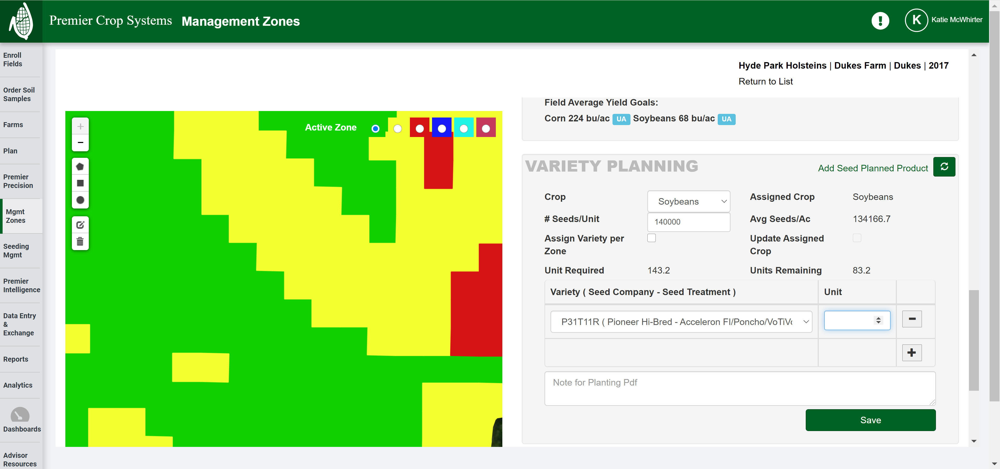 Premier Crop Systems Management Zones
K Katie McWhirter
Enroll
Fields
Order Soil
Samples
Farms
Plan
Premier
Precision
Mgmt
Zones
Seeding
Mgmt
Premier
Intelligence
Data Entry
&
Exchange
Reports
Analytics
Dashboards
Advisor
Resources
Hyde Park Holsteins | Dukes Farm | Dukes | 2017
Return to List
Active Zone
Field Average Yield Goals:
Corn 224 bu/ac UA Soybeans 68 bu/ac UA
VARIETY PLANNING
Add Seed Planned Product
Crop Soybeans Assigned Crop Soybeans
# Seeds/Unit 140000 Avg Seeds/Ac 134166.7
Assign Variety per
Zone
Update Assigned
Crop
Unit Required 143.2 Units Remaining 83.2
Variety ( Seed Company - Seed Treatment ) Unit
P31T11R ( Pioneer Hi-Bred - Acceleron FI/Poncho/VoTiVo
Note for Planting Pdf
Save